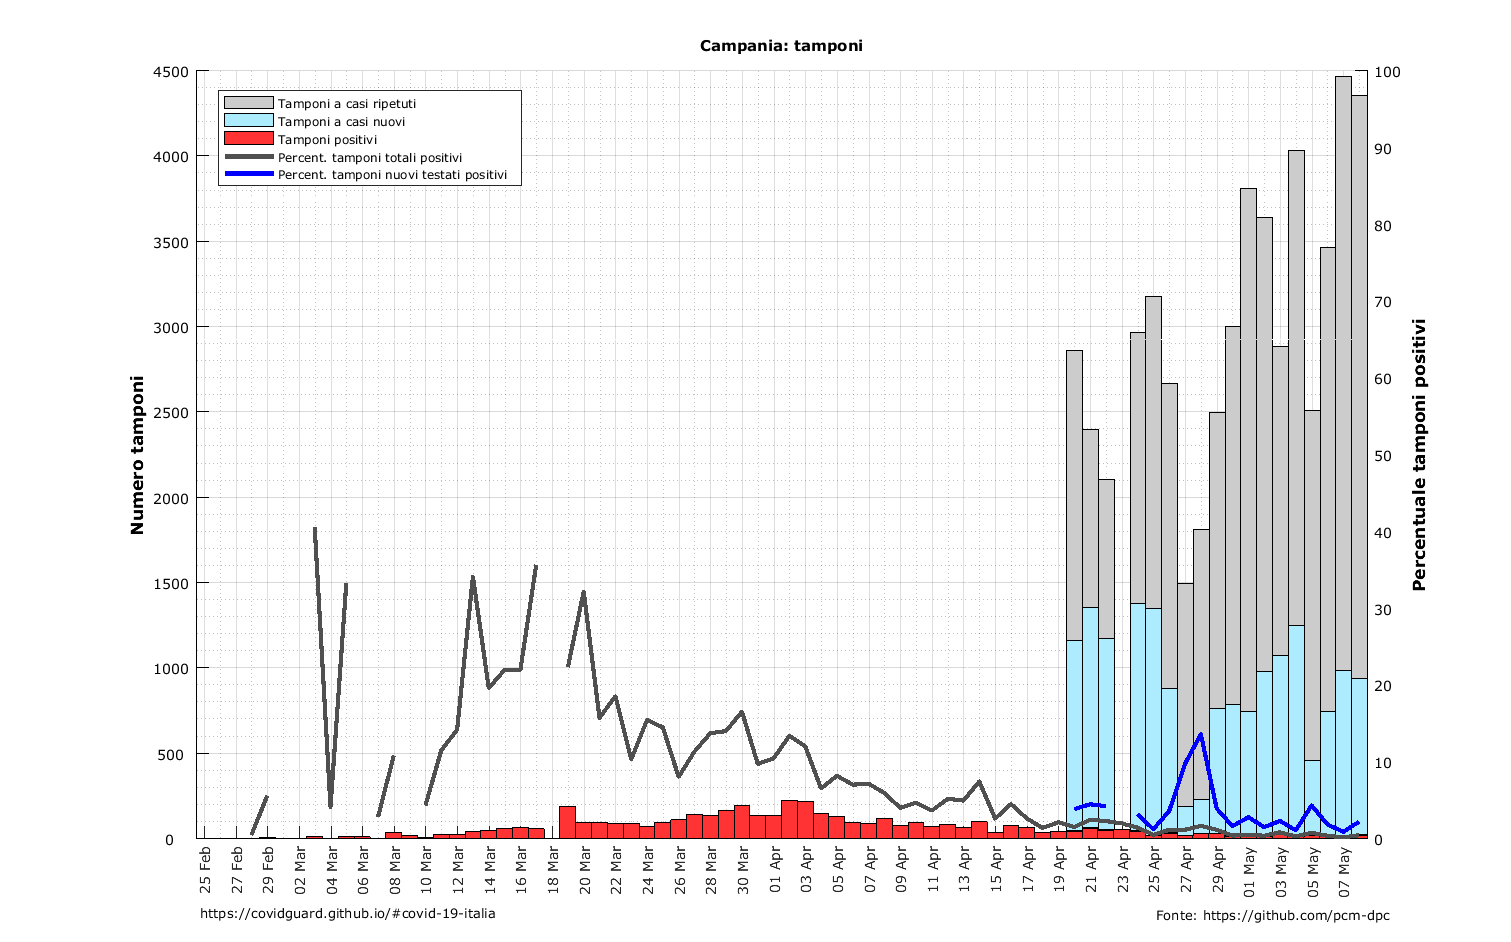 Campania: tamponi
4500
4000
3500
3000
2500
2000
1500
1000
500
0
Numero tamponi
Tamponi a casi ripetuti
Tamponi a casi nuovi
Tamponi positivi
Percent. tamponi totali positivi
Percent. tamponi nuovi testati positivi
100
90
80
70
60
50
40
30
20
10
0
Percentuale tamponi positivi
25 Feb
27 Feb
29 Feb
02 Mar
04 Mar
06 Mar
08 Mar
10 Mar
12 Mar
14 Mar
16 Mar
18 Mar
20 Mar
22 Mar
24 Mar
26 Mar
28 Mar
30 Mar
01 Apr
03 Apr
05 Apr
07 Apr
09 Apr
11 Apr
13 Apr
15 Apr
17 Apr
19 Apr
21 Apr
23 Apr
25 Apr
27 Apr
29 Apr
01 May
03 May
05 May
07 May
https://covidguard.github.io/#covid-19-italia
Fonte: https://github.com/pcm-dpc